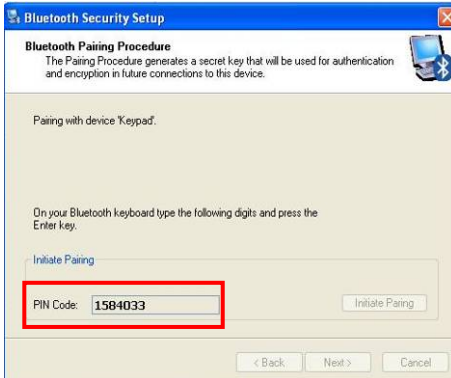 Bluetooth Security Setup
Bluetooth Pairing Procedure
The Pairing Procedure generates a secret key that will be used for authentication
and encryption in future connections to this device.
Pairing with device 'Keypad'.
On your Bluetooth keyboard type the following digits and press the
Enter key.
Initiate Pairing
PIN Code: 1584033
Initiate Paring
< Back Next > Cancel